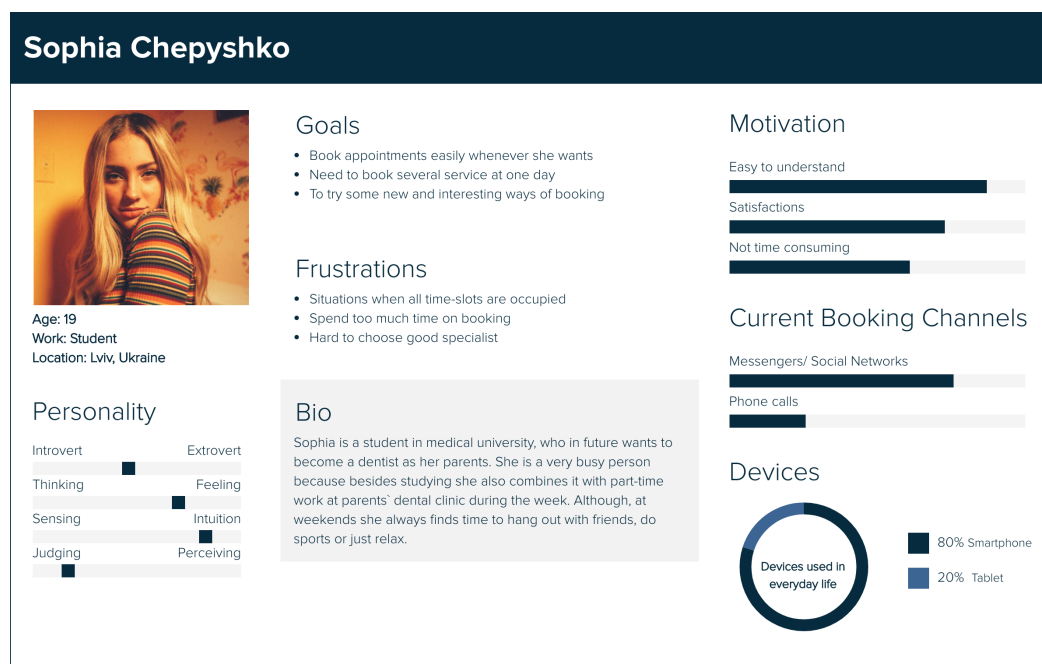 Sophia Chepyshko
Age: 19
Work: Student
Location: Lviv, Ukraine
Personality
Introvert Extrovert
Thinking Feeling
Sensing Intuition
Judging Perceiving
Goals
Book appointments easily whenever she wants
Need to book several service at one day
To try some new and interesting ways of booking
Frustrations
Situations when all time-slots are occupied
Spend too much time on booking
Hard to choose good specialist
Bio
Sophia is a student in medical university, who in future wants to
become a dentist as her parents. She is a very busy person
because besides studying she also combines it with part-time
work at parents` dental clinic during the week. Although, at
weekends she always finds time to hang out with friends, do
sports or just relax.
Motivation
Easy to understand
Satisfactions
Not time consuming
Current Booking Channels
Messengers/ Social Networks
Phone calls
Devices
Devices used in
everyday life
80% Smartphone
20% Tablet